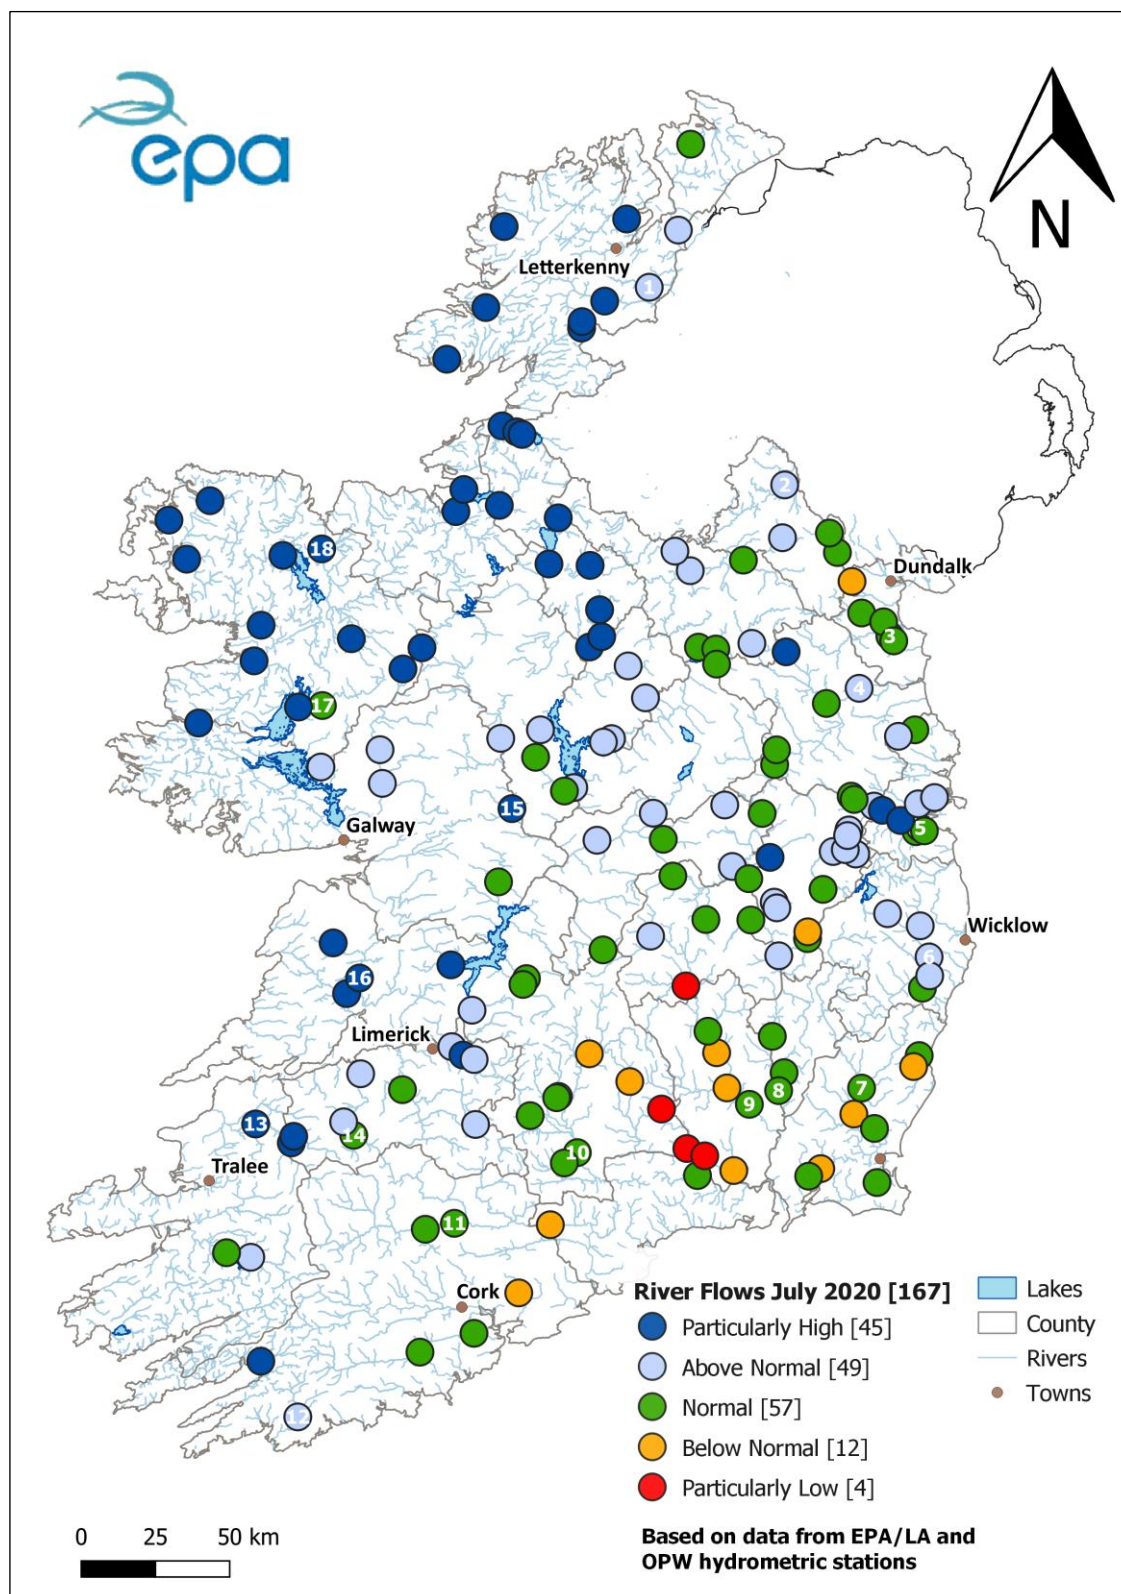 epa
N
Letterkenny
1
2
18
Dundalk
3
4
17
15
5
Galway
Wicklow
6
16
Limerick
7
8
9
13
14
10
Tralee
11
Cork
12
River Flows July 2020 [167]
Particularly High [45]
Above Normal [49]
Normal [57]
Below Normal [12]
Particularly Low [4]
Lakes
County
Rivers
Towns
0 25 50 km
Based on data from EPA/LA and
OPW hydrometric stations